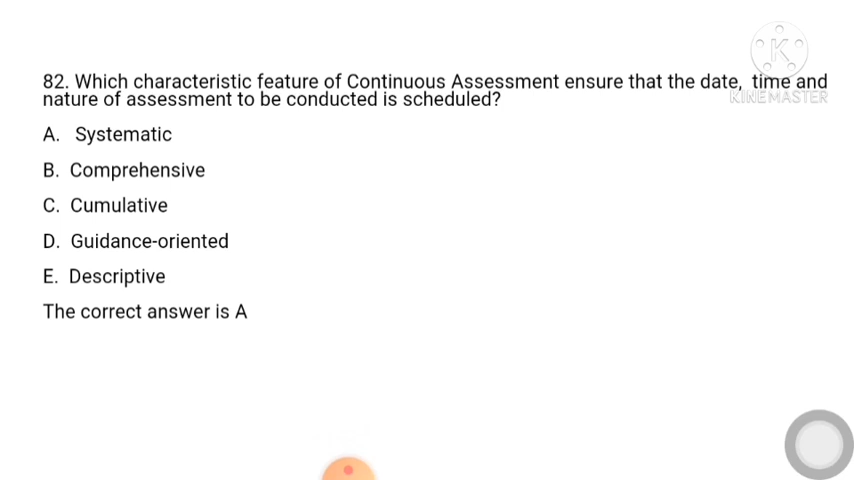 82. Which characteristic feature of Continuous Assessment ensure that the date, time and
nature of assessment to be conducted is scheduled?
A. Systematic
B. Comprehensive
C. Cumulative
D. Guidance-oriented
E. Descriptive
The correct answer is A
K
KINEMASTER